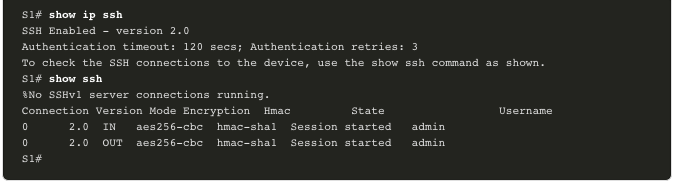 S1# show ip ssh
SSH Enabled - version 2.0
Authentication timeout: 120 secs; Authentication retries: 3
To check the SSH connections to the device, use the show ssh command as shown.
S1# show ssh
%No SSHv1 server connections running.
Connection Version Mode Encryption  Hmac         State                 Username
0      2.0  IN   aes256-cbc  hmac-sha1  Session started   admin
0      2.0  OUT  aes256-cbc  hmac-sha1  Session started   admin
S1#